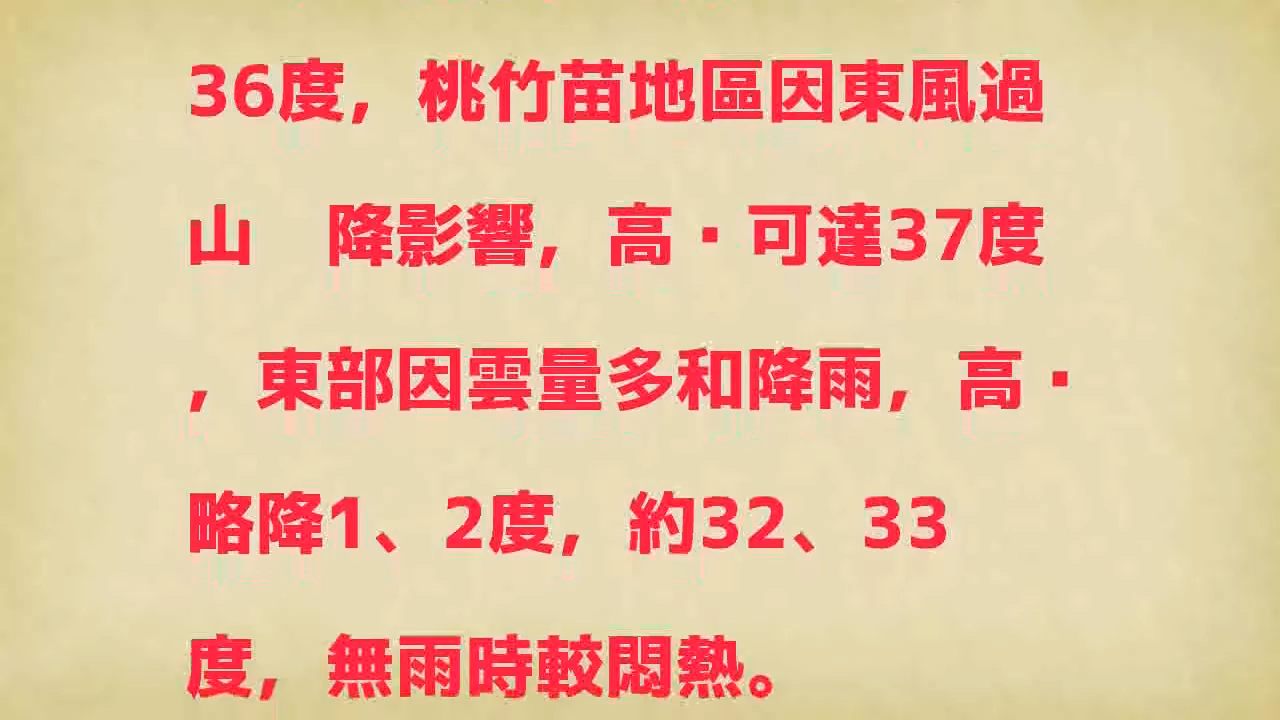 36度，桃竹苗地區因東風過
山　降影響，高·可達37度
，東部因雲量多和降雨，高·
略降1、2度，約32、33
度，無雨時較悶熱。